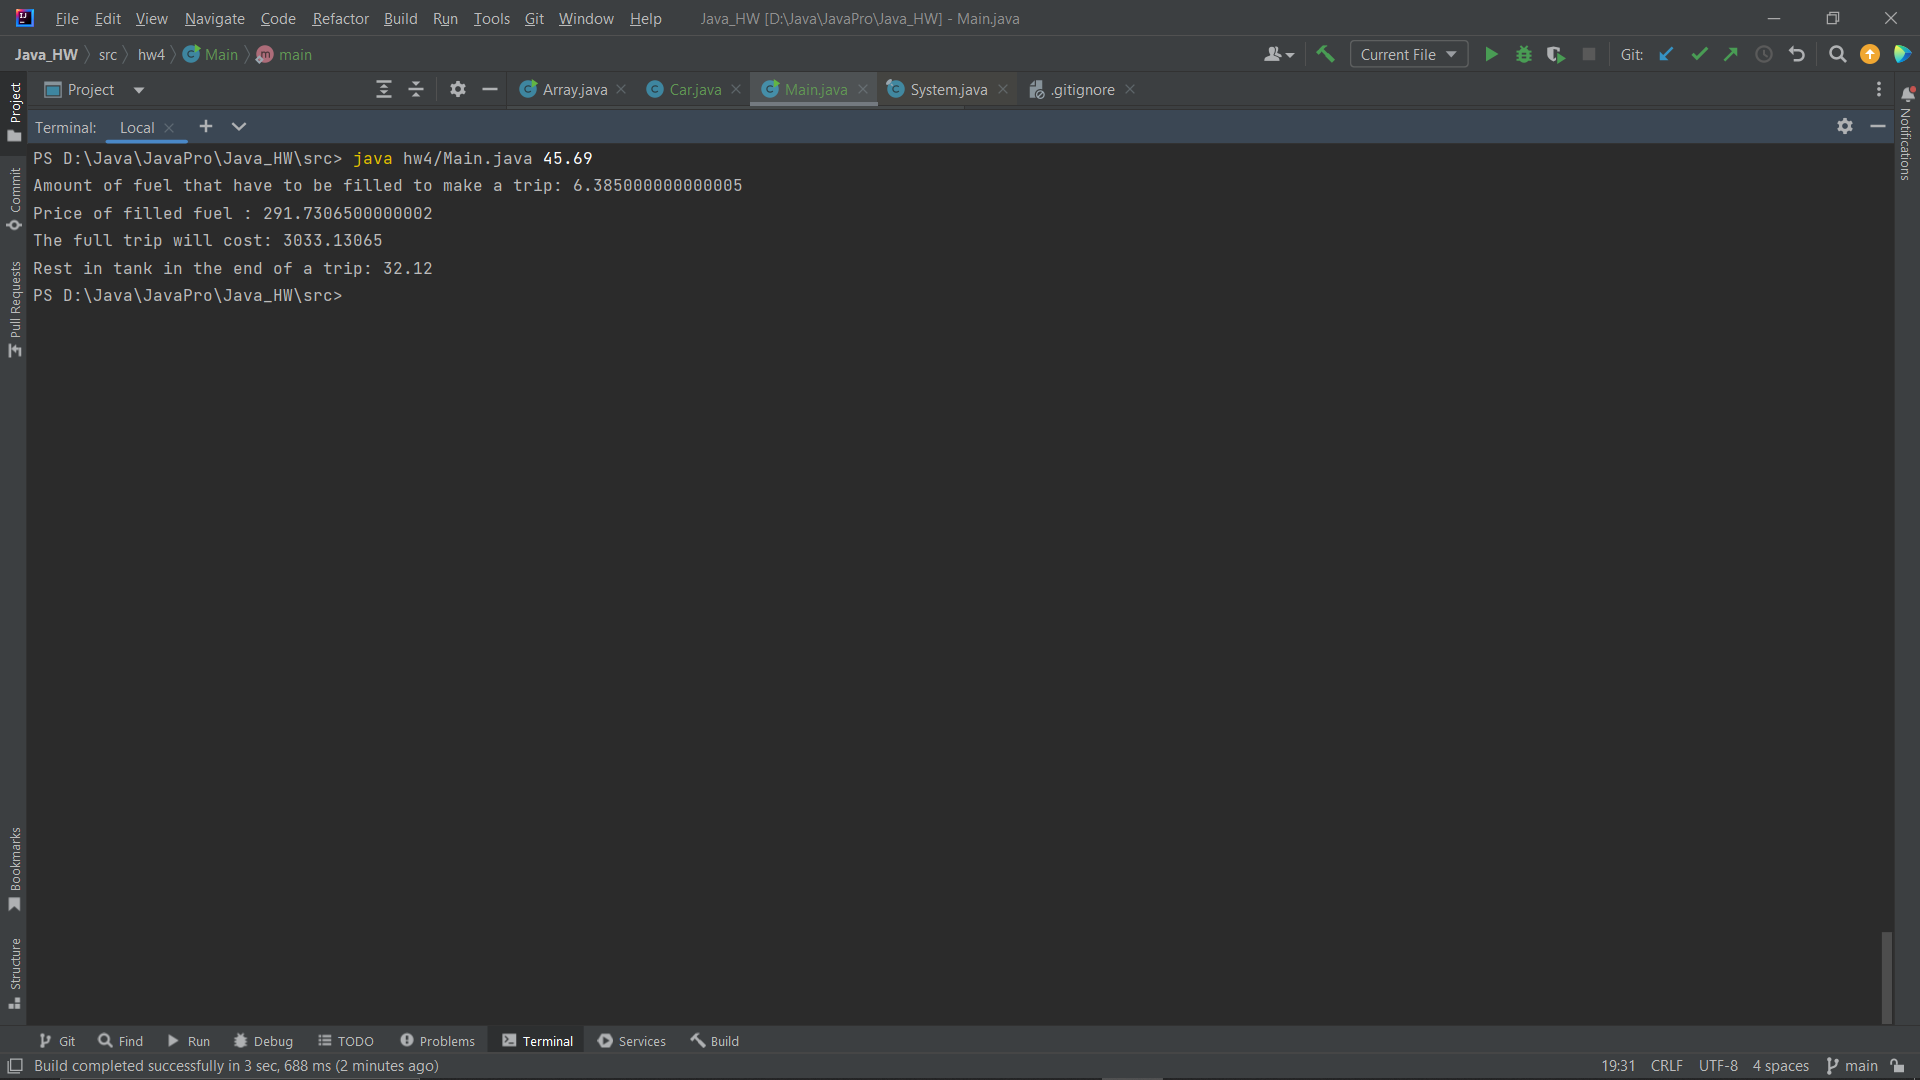 File Edit View Navigate Code Refactor Build Run Tools Git Window Help Java_HW [D:\Java\JavaPro\Java_HW] - Main.java
Java_HW src hw4 Main m main Current File Git:
Project Array.java Car.java Main.java System.java .gitignore
Terminal: Local
PS D:\Java\JavaPro\Java_HW\src> java hw4/Main.java 45.69
Amount of fuel that have to be filled to make a trip: 6.385000000000005
Price of filled fuel : 291.7306500000002
The full trip will cost: 3033.13065
Rest in tank in the end of a trip: 32.12
PS D:\Java\JavaPro\Java_HW\src>
Project
Commit
Pull Requests
Bookmarks
Structure
Notifications
Git Find Run Debug TODO Problems Terminal Services Build
Build completed successfully in 3 sec, 688 ms (2 minutes ago) 19:31 CRLF UTF-8 4 spaces main